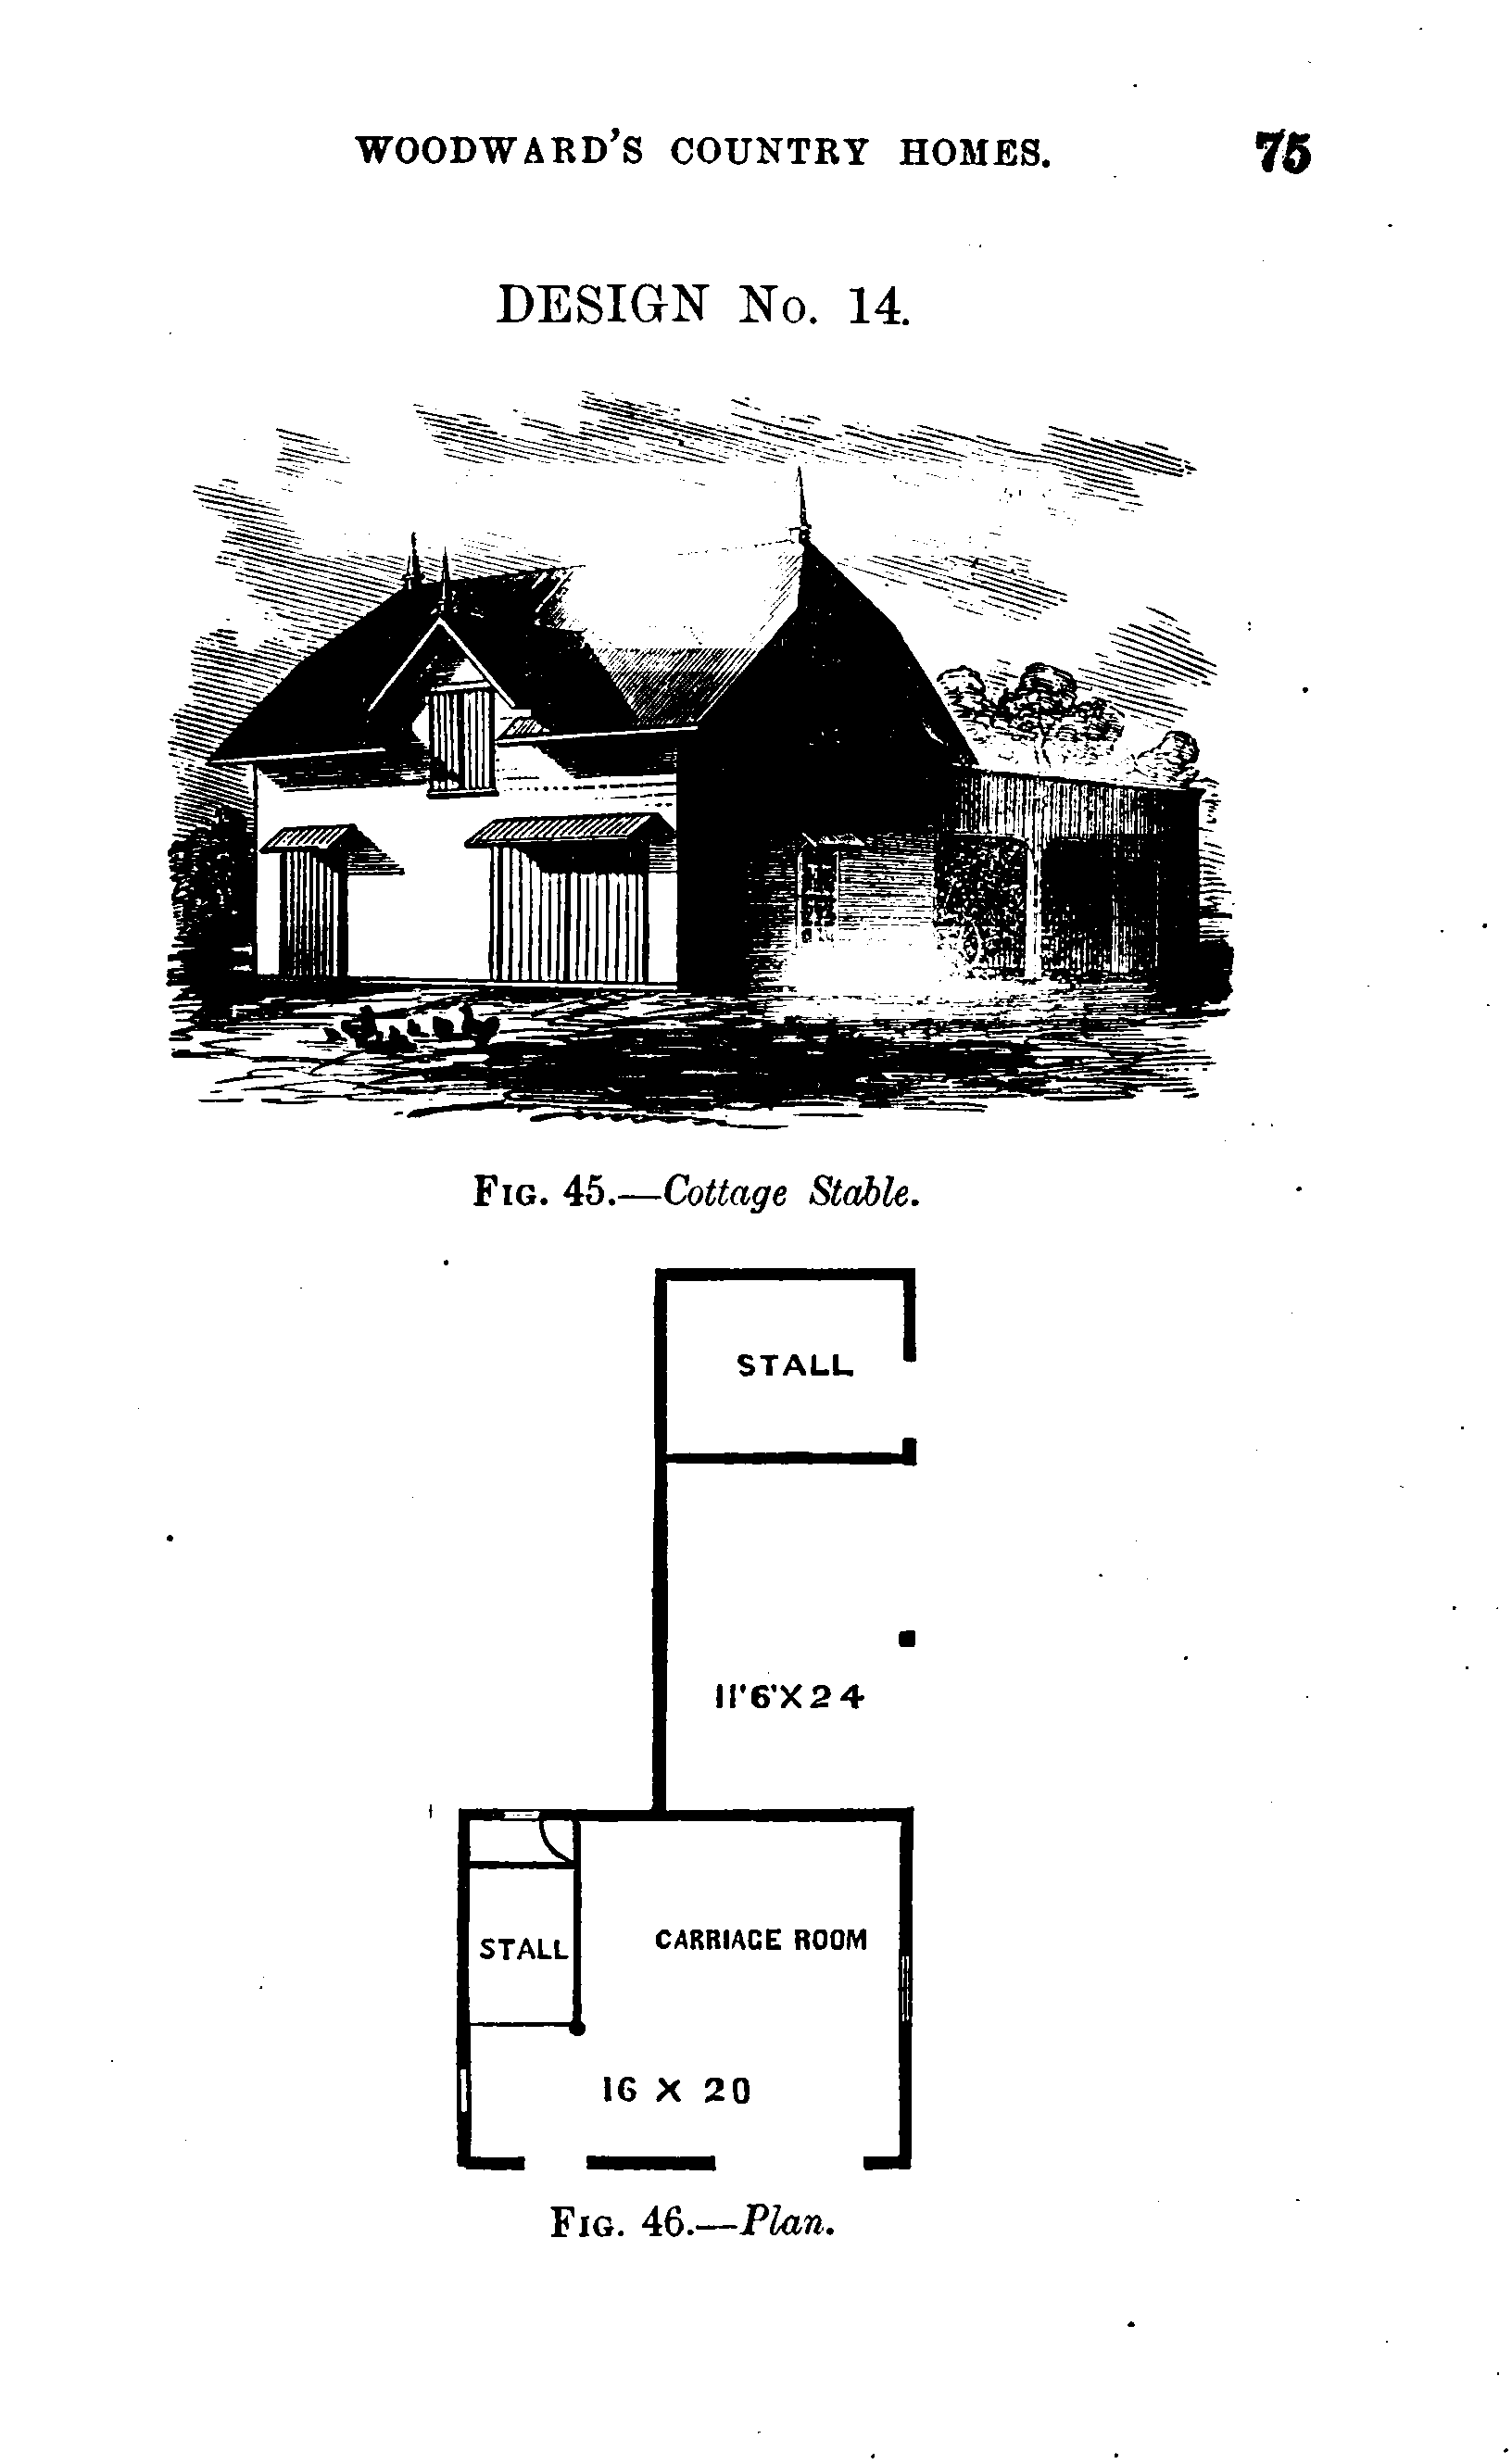 WOODWARD'S COUNTRY HOMES. 75
DESIGN No. 14.
FIG. 45.—Cottage Stable.
STALL
11'6'X24
STALL
CARRIAGE ROOM
16 X 20
FIG. 46.—Plan.